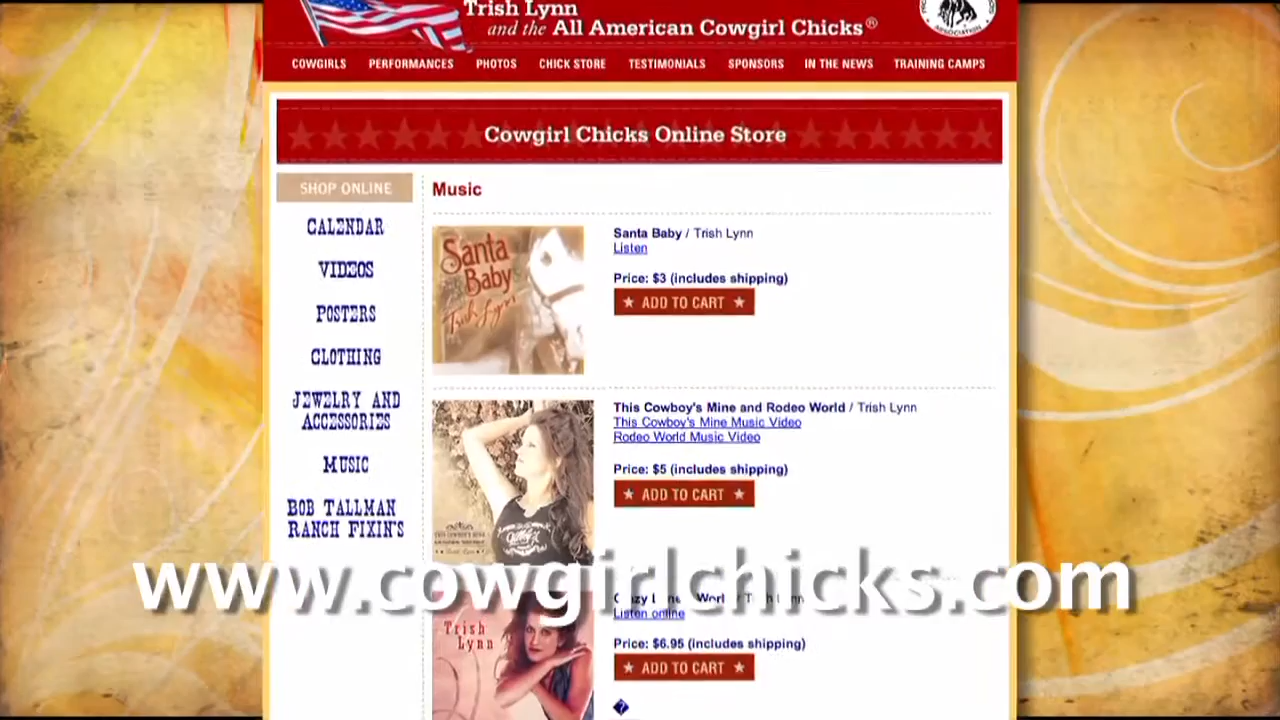 Trish Lynn
and the All American Cowgirl Chicks®
ASSOCIATION
COWGIRLS PERFORMANCES PHOTOS CHICK STORE TESTIMONIALS SPONSORS IN THE NEWS TRAINING CAMPS
Cowgirl Chicks Online Store
SHOP ONLINE
CALENDAR
VIDEOS
POSTERS
CLOTHING
JEWELRY AND
ACCESSORIES
MUSIC
BOB TALLMAN
RANCH FIXIN'S
Music
Santa
Baby
Trish Lynn
Santa Baby / Trish Lynn
Listen
Price: $3 (includes shipping)
★ ADD TO CART ★
This Cowboy's Mine and Rodeo World / Trish Lynn
This Cowboy's Mine Music Video
Rodeo World Music Video
Price: $5 (includes shipping)
★ ADD TO CART ★
www.cowgirlchicks.com
Trish
Lynn
Listen online
Price: $6.95 (includes shipping)
★ ADD TO CART ★
?